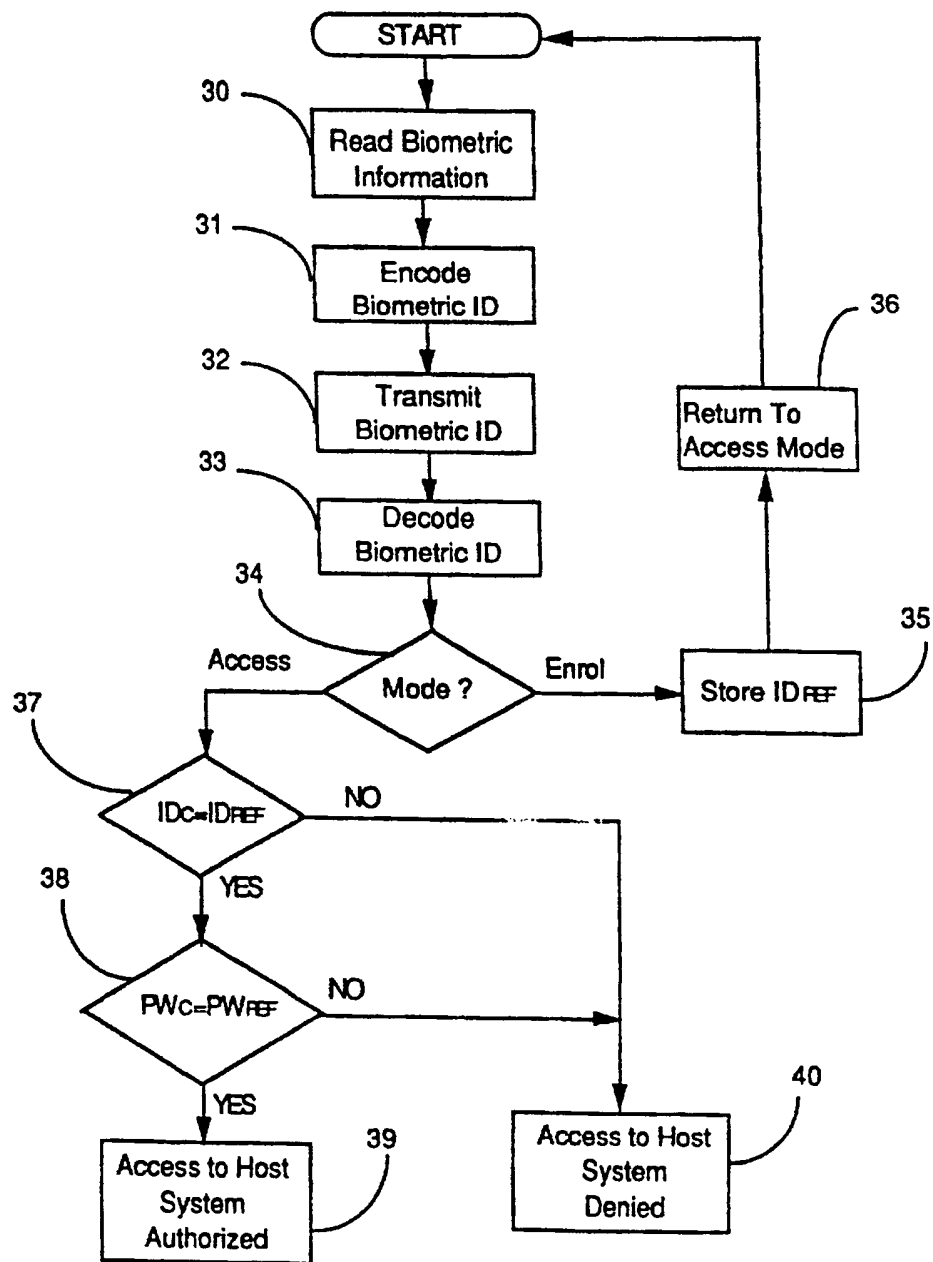 START
30
Read Biometric
Information
31
Encode
Biometric ID
32
Transmit
Biometric ID
33
Decode
Biometric ID
36
Return To
Access Mode
34
Mode ?
Access
Enrol
35
Store IDREF
37
IDC=IDREF
NO
YES
38
PWC=PWREF
NO
YES
39
Access to Host
System
Authorized
40
Access to Host
System
Denied